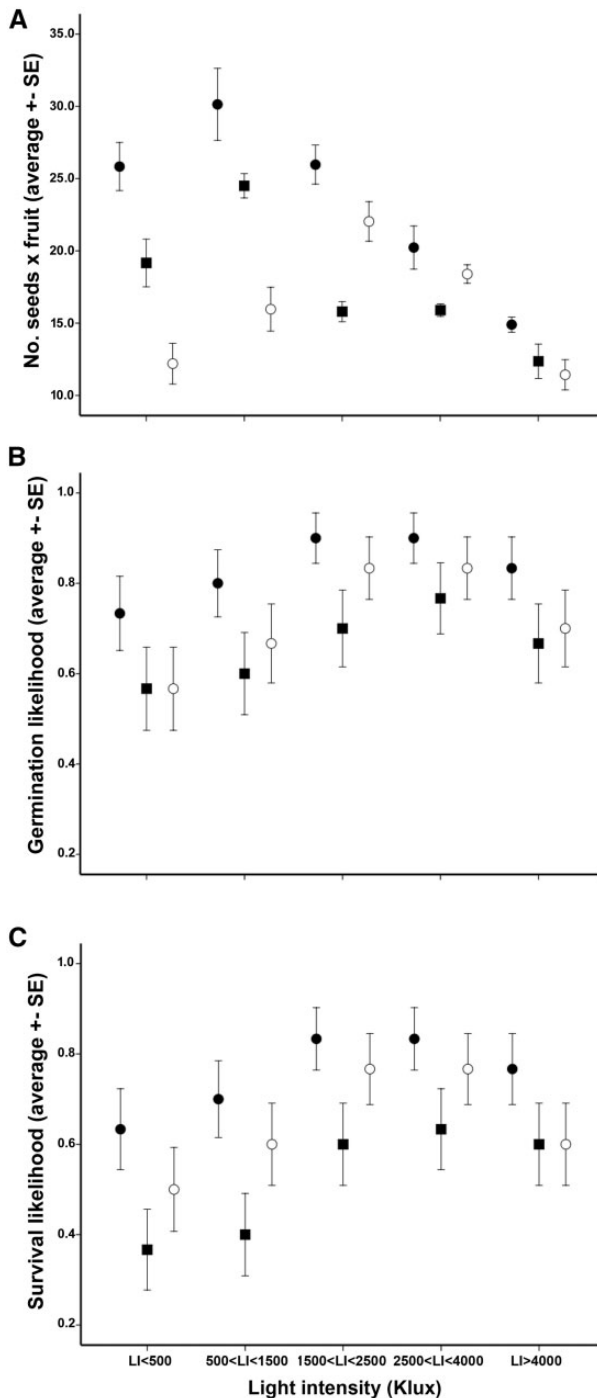 A
No. seeds x fruit (average +- SE)
35.0
30.0
25.0
20.0
15.0
10.0
B
Germination likelihood (average +- SE)
1.0
0.8
0.6
0.4
0.2
C
Survival likelihood (average +- SE)
1.0
0.8
0.6
0.4
0.2
LI<500 500<LI<1500 1500<LI<2500 2500<LI<4000 LI>4000
Light intensity (Klux)